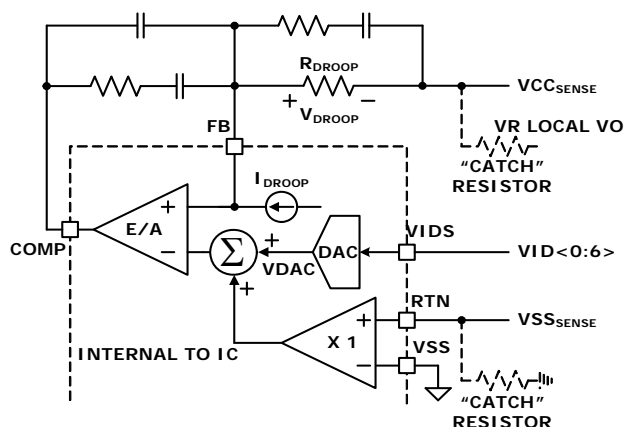 RDROOP
+ −
VDROOP
VCCSENSE
FB
VR LOCAL VO
"CATCH"
RESISTOR
IDROOP
+
E/A
−
COMP
Σ
+
VDAC
DAC
VIDS
VID<0:6>
+
RTN
+
VSSSENSE
X 1
VSS
−
INTERNAL TO IC
"CATCH"
RESISTOR